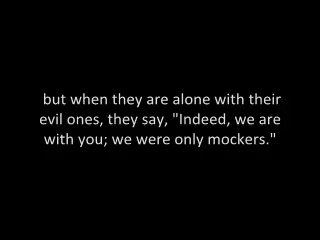 but when they are alone with their
evil ones, they say, "Indeed, we are
with you; we were only mockers."